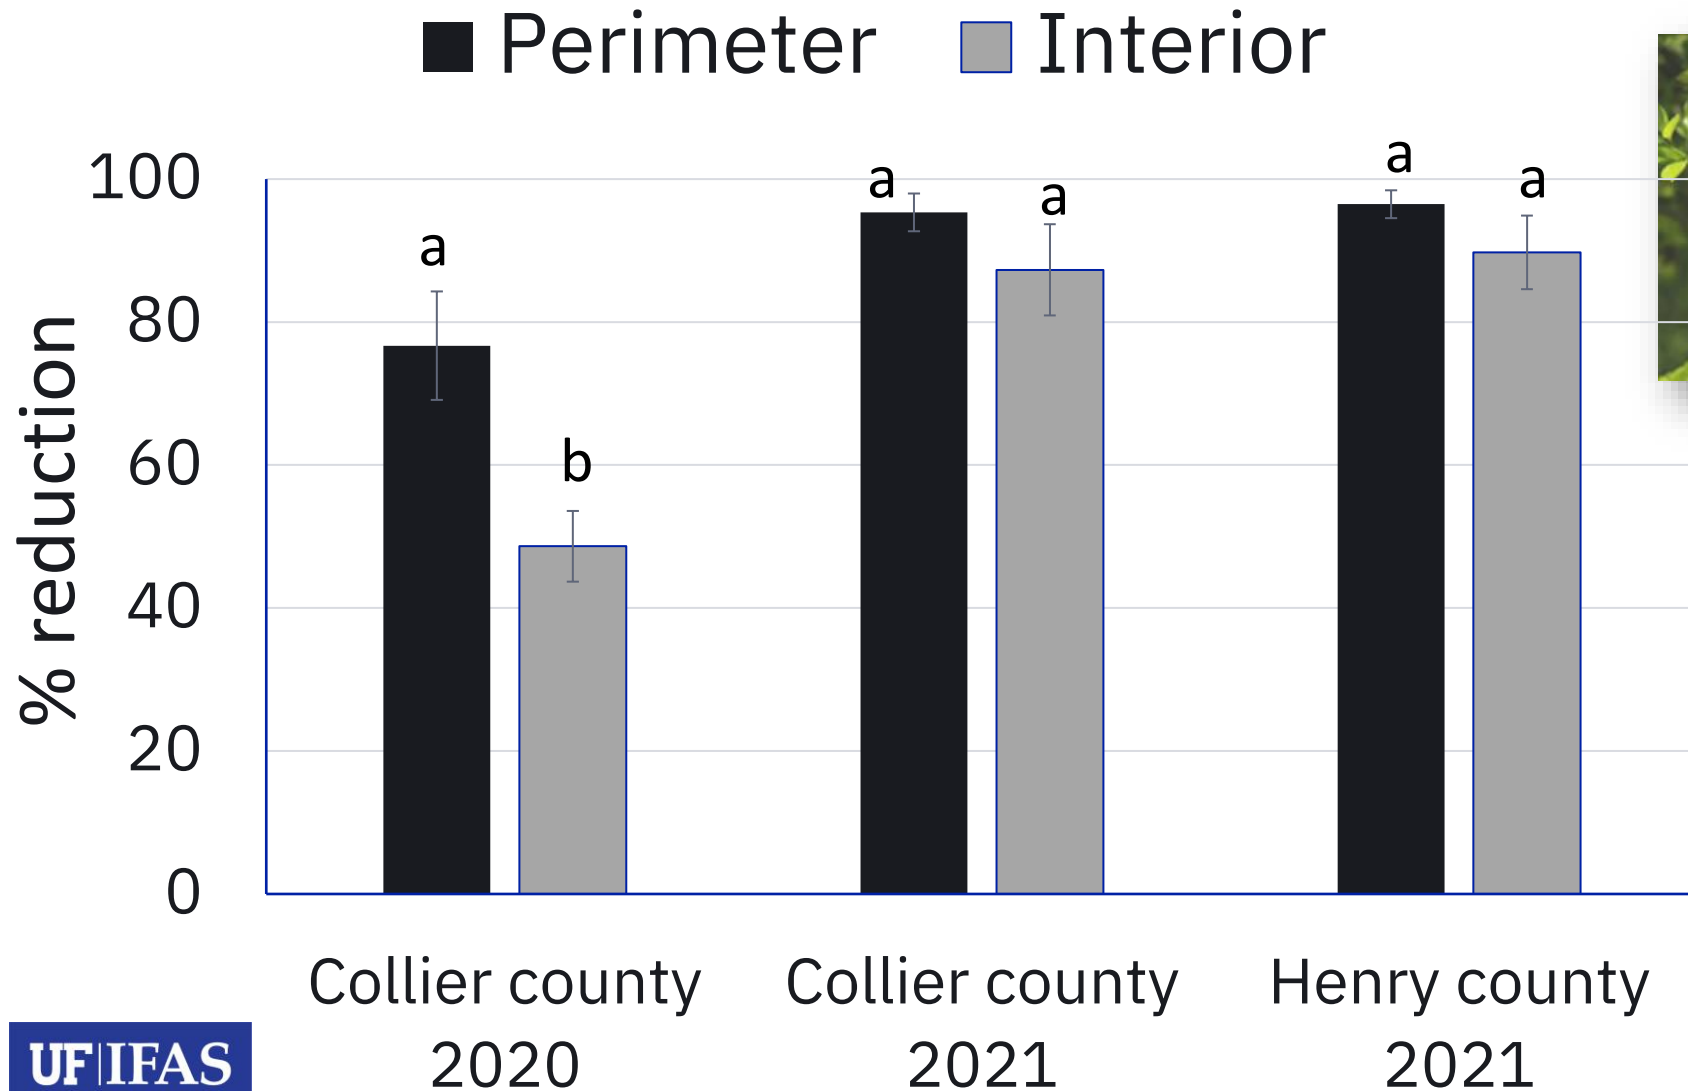 Perimeter Interior
% reduction
100
80
60
40
20
0
a
b
a
a
a
a
Collier county
2020
Collier county
2021
Henry county
2021
UF|IFAS